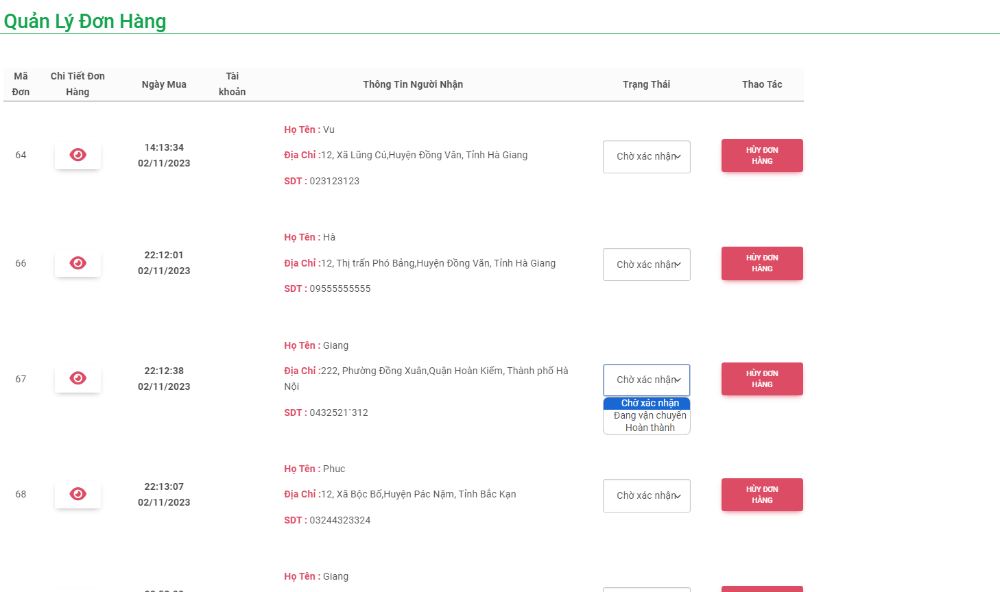 Quản Lý Đơn Hàng
Mã Đơn
Chi Tiết Đơn Hàng
Ngày Mua
Tài khoản
Thông Tin Người Nhận
Trạng Thái
Thao Tác
64
14:13:34
02/11/2023
Họ Tên : Vu
Địa Chỉ :12, Xã Lũng Cú,Huyện Đồng Văn, Tỉnh Hà Giang
SDT : 023123123
Chờ xác nhận
HỦY ĐƠN
HÀNG
66
22:12:01
02/11/2023
Họ Tên : Hà
Địa Chỉ :12, Thị trấn Phó Bảng,Huyện Đồng Văn, Tỉnh Hà Giang
SDT : 09555555555
Chờ xác nhận
HỦY ĐƠN
HÀNG
67
22:12:38
02/11/2023
Họ Tên : Giang
Địa Chỉ :222, Phường Đồng Xuân,Quận Hoàn Kiếm, Thành phố Hà
Nội
SDT : 0432521`312
Chờ xác nhận
Chờ xác nhận
Đang vận chuyển
Hoàn thành
HỦY ĐƠN
HÀNG
68
22:13:07
02/11/2023
Họ Tên : Phuc
Địa Chỉ :12, Xã Bộc Bố,Huyện Pác Nặm, Tỉnh Bắc Kạn
SDT : 03244323324
Chờ xác nhận
HỦY ĐƠN
HÀNG
Họ Tên : Giang